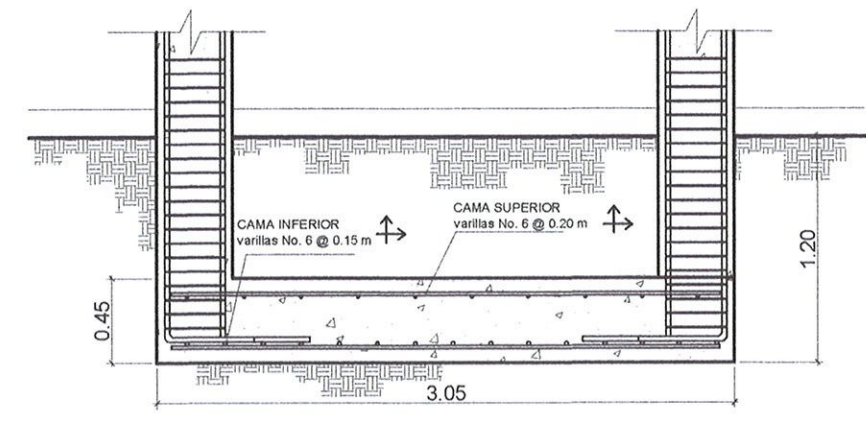 CAMA INFERIOR
varillas No. 6 @ 0.15 m
CAMA SUPERIOR
varillas No. 6 @ 0.20 m
1.20
0.45
3.05